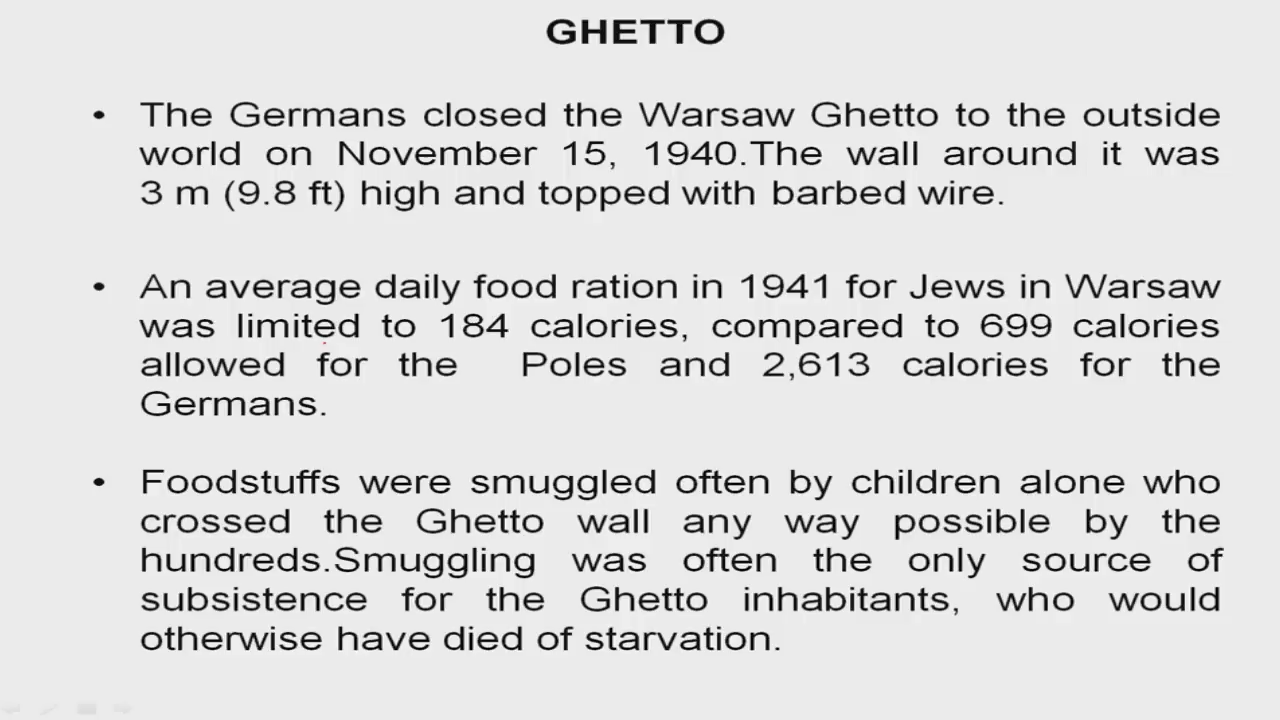 GHETTO
• The Germans closed the Warsaw Ghetto to the outside
world on November 15, 1940.The wall around it was
3 m (9.8 ft) high and topped with barbed wire.
• An average daily food ration in 1941 for Jews in Warsaw
was limited to 184 calories, compared to 699 calories
allowed for the Poles and 2,613 calories for the
Germans.
• Foodstuffs were smuggled often by children alone who
crossed the Ghetto wall any way possible by the
hundreds.Smuggling was often the only source of
subsistence for the Ghetto inhabitants, who would
otherwise have died of starvation.